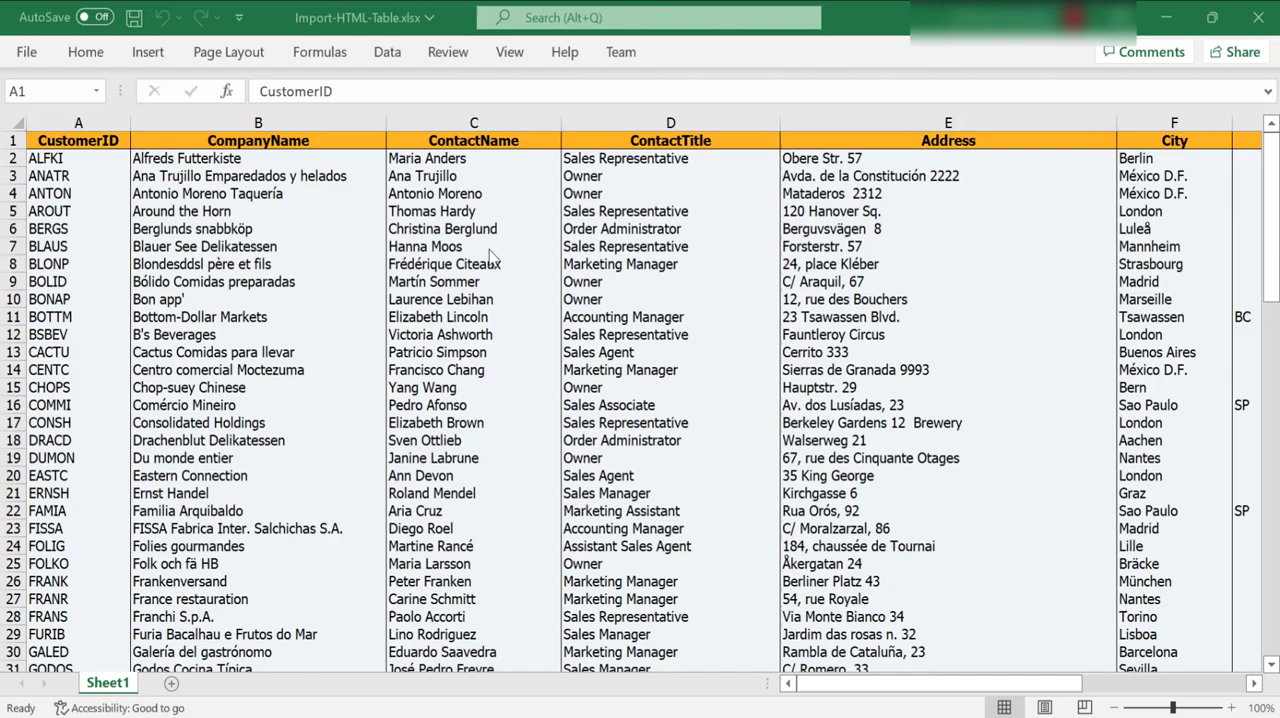 AutoSave Off Import-HTML-Table.xlsx Search (Alt+Q)
File Home Insert Page Layout Formulas Data Review View Help Team Comments Share
A1 fx CustomerID
A B C D E F
1 CustomerID CompanyName ContactName ContactTitle Address City
2 ALFKI Alfreds Futterkiste Maria Anders Sales Representative Obere Str. 57 Berlin
3 ANATR Ana Trujillo Emparedados y helados Ana Trujillo Owner Avda. de la Constitución 2222 México D.F.
4 ANTON Antonio Moreno Taquería Antonio Moreno Owner Mataderos 2312 México D.F.
5 AROUT Around the Horn Thomas Hardy Sales Representative 120 Hanover Sq. London
6 BERGS Berglunds snabbköp Christina Berglund Order Administrator Berguvsvägen 8 Luleå
7 BLAUS Blauer See Delikatessen Hanna Moos Sales Representative Forsterstr. 57 Mannheim
8 BLONP Blondesddsl père et fils Frédérique Citeaux Marketing Manager 24, place Kléber Strasbourg
9 BOLID Bólido Comidas preparadas Martín Sommer Owner C/ Araquil, 67 Madrid
10 BONAP Bon app' Laurence Lebihan Owner 12, rue des Bouchers Marseille
11 BOTTM Bottom-Dollar Markets Elizabeth Lincoln Accounting Manager 23 Tsawassen Blvd. Tsawassen BC
12 BSBEV B's Beverages Victoria Ashworth Sales Representative Fauntleroy Circus London
13 CACTU Cactus Comidas para llevar Patricio Simpson Sales Agent Cerrito 333 Buenos Aires
14 CENTC Centro comercial Moctezuma Francisco Chang Marketing Manager Sierras de Granada 9993 México D.F.
15 CHOPS Chop-suey Chinese Yang Wang Owner Hauptstr. 29 Bern
16 COMMI Comércio Mineiro Pedro Afonso Sales Associate Av. dos Lusíadas, 23 Sao Paulo SP
17 CONSH Consolidated Holdings Elizabeth Brown Sales Representative Berkeley Gardens 12 Brewery London
18 DRACD Drachenblut Delikatessen Sven Ottlieb Order Administrator Walserweg 21 Aachen
19 DUMON Du monde entier Janine Labrune Owner 67, rue des Cinquante Otages Nantes
20 EASTC Eastern Connection Ann Devon Sales Agent 35 King George London
21 ERNSH Ernst Handel Roland Mendel Sales Manager Kirchgasse 6 Graz
22 FAMIA Familia Arquibaldo Aria Cruz Marketing Assistant Rua Orós, 92 Sao Paulo SP
23 FISSA FISSA Fabrica Inter. Salchichas S.A. Diego Roel Accounting Manager C/ Moralzarzal, 86 Madrid
24 FOLIG Folies gourmandes Martine Rancé Assistant Sales Agent 184, chaussée de Tournai Lille
25 FOLKO Folk och fä HB Maria Larsson Owner Åkergatan 24 Bräcke
26 FRANK Frankenversand Peter Franken Marketing Manager Berliner Platz 43 München
27 FRANR France restauration Carine Schmitt Marketing Manager 54, rue Royale Nantes
28 FRANS Franchi S.p.A. Paolo Accorti Sales Representative Via Monte Bianco 34 Torino
29 FURIB Furia Bacalhau e Frutos do Mar Lino Rodriguez Sales Manager Jardim das rosas n. 32 Lisboa
30 GALED Galería del gastrónomo Eduardo Saavedra Marketing Manager Rambla de Cataluña, 23 Barcelona
31 GODOS Godos Cocina Típica José Pedro Freyre Sales Manager C/ Romero, 33 Sevilla
Sheet1
Ready Accessibility: Good to go 100%